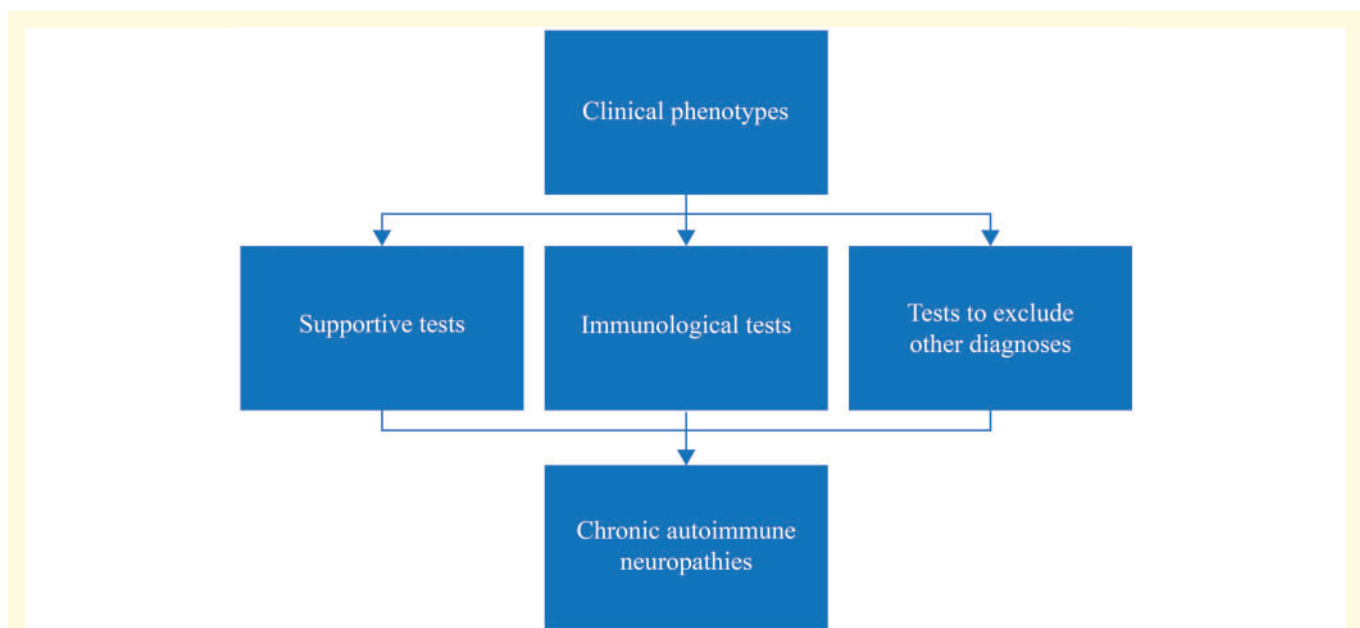 Clinical phenotypes
Supportive tests
Immunological tests
Tests to exclude
other diagnoses
Chronic autoimmune
neuropathies